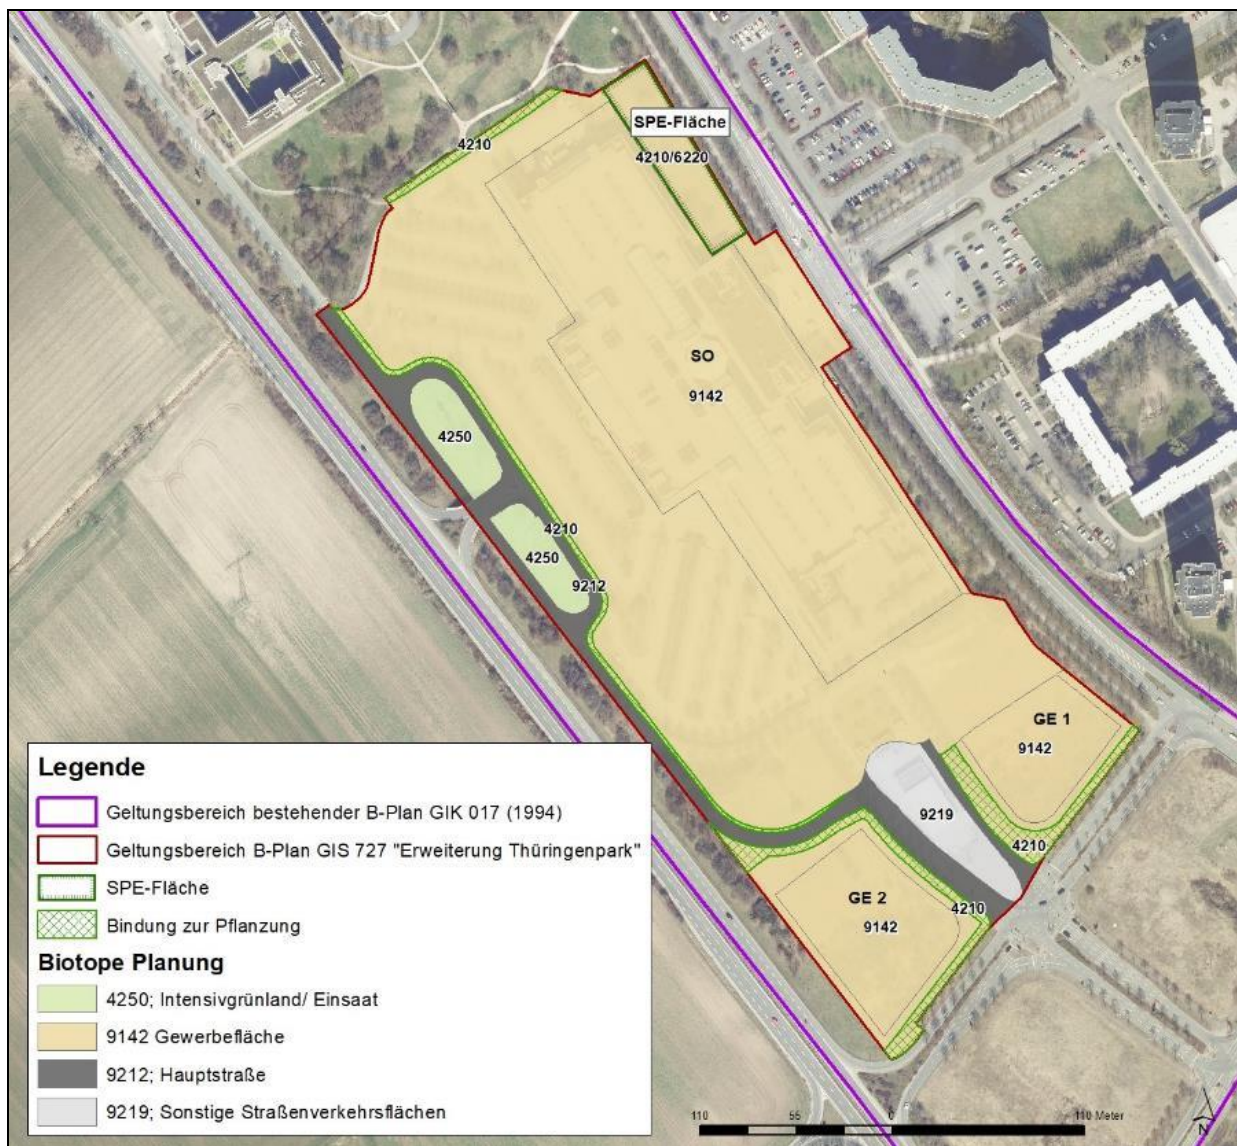 SPE-Fläche
4210
4210/6220
SO
9142
4250
4210
4250
9212
GE 1
9142
9219
4210
GE 2
4210
9142
Legende
Geltungsbereich bestehender B-Plan GIK 017 (1994)
Geltungsbereich B-Plan GIS 727 "Erweiterung Thüringenpark"
SPE-Fläche
Bindung zur Pflanzung
Biotope Planung
4250; Intensivgrünland/ Einsaat
9142 Gewerbefläche
9212; Hauptstraße
9219; Sonstige Straßenverkehrsflächen
110 55 0 110 Meter
N